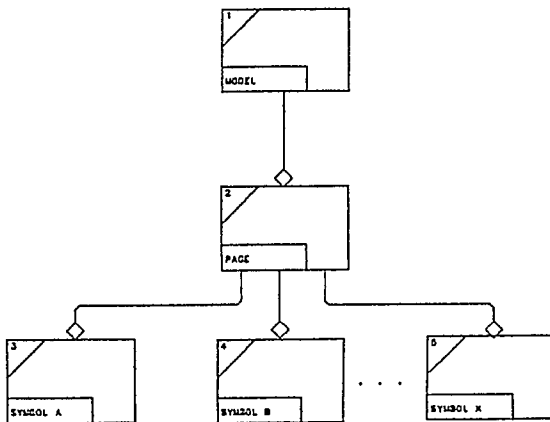 1
MODEL
2
PAGE
3
SYMBOL A
4
SYMBOL B
. . .
5
SYMBOL X